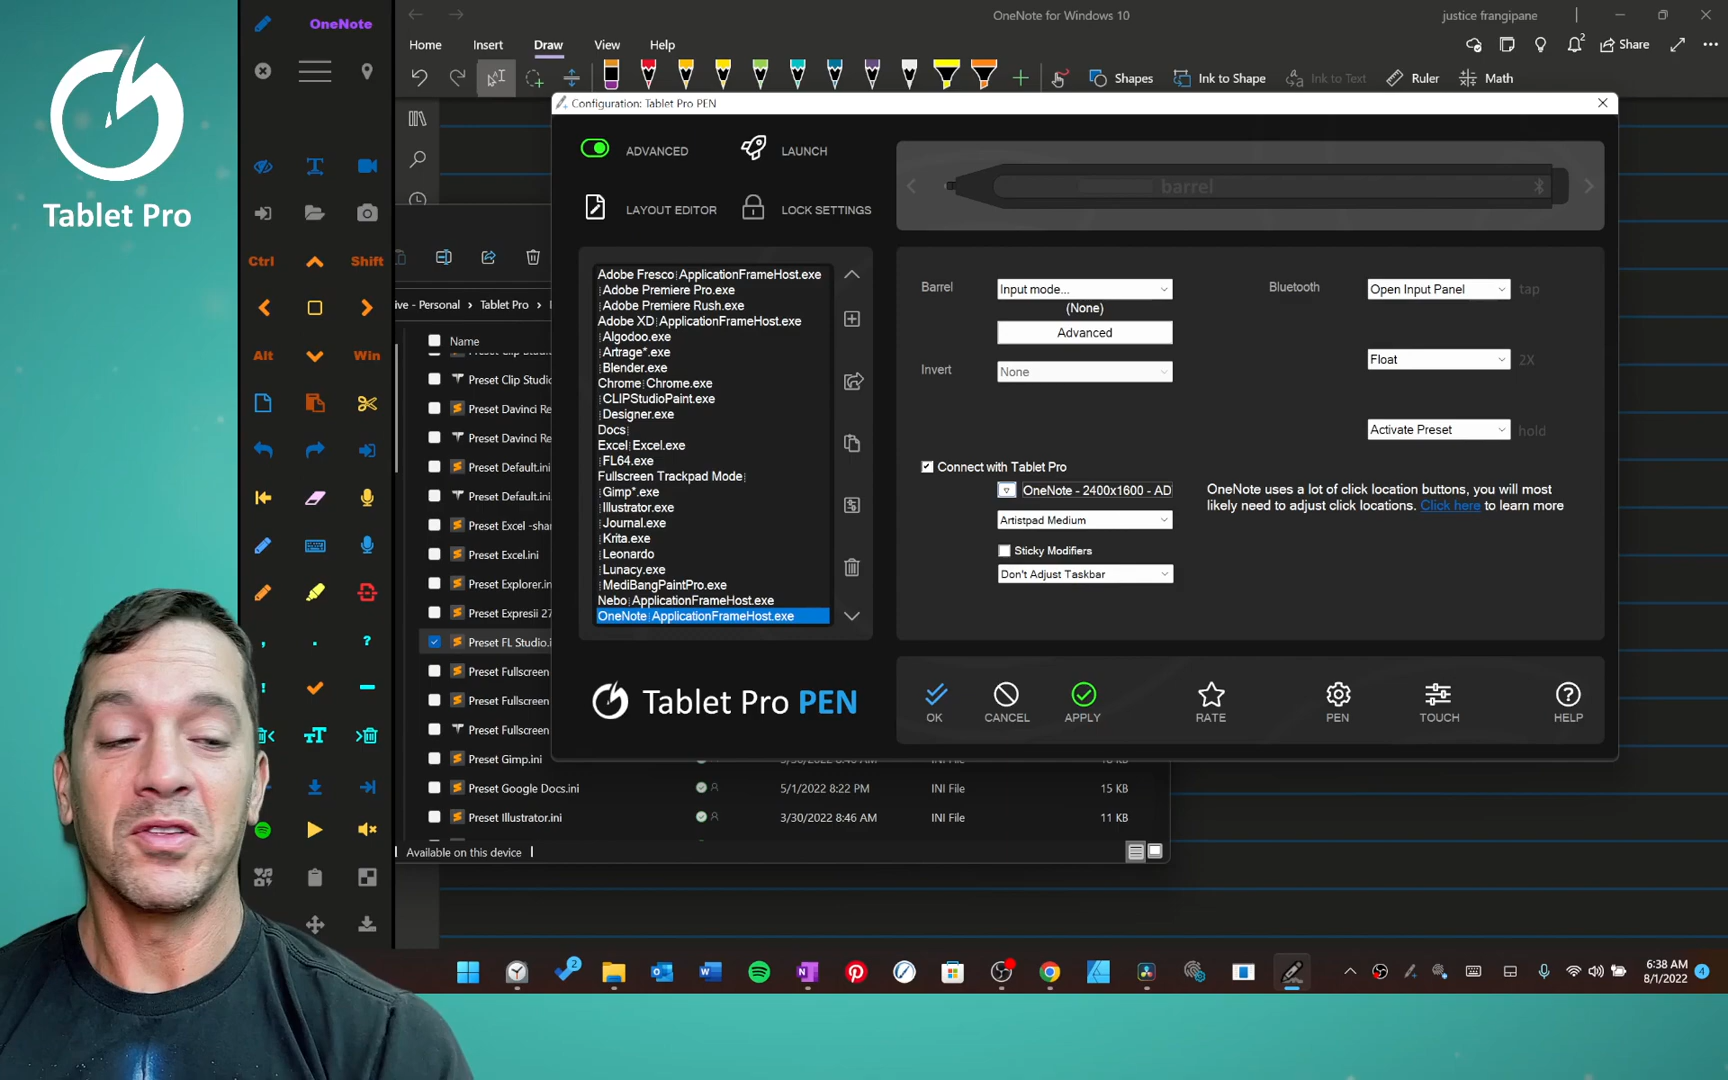 Tablet Pro
OneNote
Ctrl
Shift
Alt
Win
OneNote for Windows 10
justice frangipane
Home
Insert
Draw
View
Help
2
Share
Shapes
Ink to Shape
Ink to Text
Ruler
Math
Configuration: Tablet Pro PEN
ADVANCED
LAUNCH
LAYOUT EDITOR
LOCK SETTINGS
barrel
Adobe Fresco¦ApplicationFrameHost.exe
¦Adobe Premiere Pro.exe
¦Adobe Premiere Rush.exe
Adobe XD¦ApplicationFrameHost.exe
¦Algodoo.exe
¦Artrage*.exe
¦Blender.exe
Chrome¦Chrome.exe
¦CLIPStudioPaint.exe
¦Designer.exe
Docs¦
Excel¦Excel.exe
¦FL64.exe
Fullscreen Trackpad Mode¦
¦Gimp*.exe
¦Illustrator.exe
¦Journal.exe
¦Krita.exe
¦Leonardo
¦Lunacy.exe
¦MediBangPaintPro.exe
Nebo¦ApplicationFrameHost.exe
OneNote¦ApplicationFrameHost.exe
Barrel
Input mode...
(None)
Advanced
Invert
None
Bluetooth
Open Input Panel
tap
Float
2X
Activate Preset
hold
Connect with Tablet Pro
OneNote - 2400x1600 - AD
Artistpad Medium
Sticky Modifiers
Don't Adjust Taskbar
OneNote uses a lot of click location buttons, you will most
likely need to adjust click locations. Click here to learn more
Tablet Pro PEN
OK
CANCEL
APPLY
RATE
PEN
TOUCH
HELP
ive - Personal
Tablet Pro
Name
Preset Clip Studio
Preset Davinci Re
Preset Davinci Re
Preset Default.ini
Preset Default.ini
Preset Excel -shar
Preset Excel.ini
Preset Explorer.in
Preset Expresii 27
Preset FL Studio.i
Preset Fullscreen
Preset Fullscreen
Preset Fullscreen
Preset Gimp.ini
Preset Google Docs.ini
5/1/2022 8:22 PM
INI File
15 KB
Preset Illustrator.ini
3/30/2022 8:46 AM
INI File
11 KB
Available on this device
2
6:38 AM
8/1/2022
4